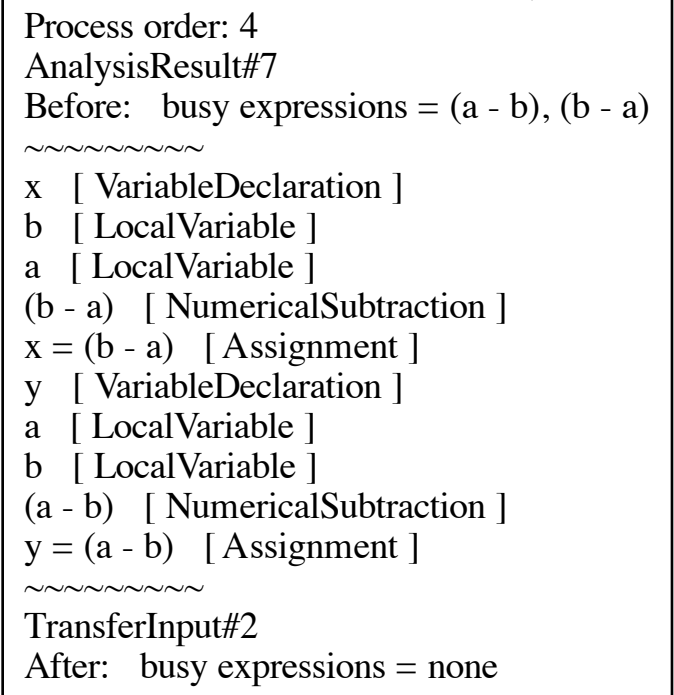 Process order: 4
AnalysisResult#7
Before:   busy expressions = (a - b), (b - a)
~~~~~~~~~
x   [ VariableDeclaration ]
b   [ LocalVariable ]
a   [ LocalVariable ]
(b - a)   [ NumericalSubtraction ]
x = (b - a)   [ Assignment ]
y   [ VariableDeclaration ]
a   [ LocalVariable ]
b   [ LocalVariable ]
(a - b)   [ NumericalSubtraction ]
y = (a - b)   [ Assignment ]
~~~~~~~~~
TransferInput#2
After:   busy expressions = none